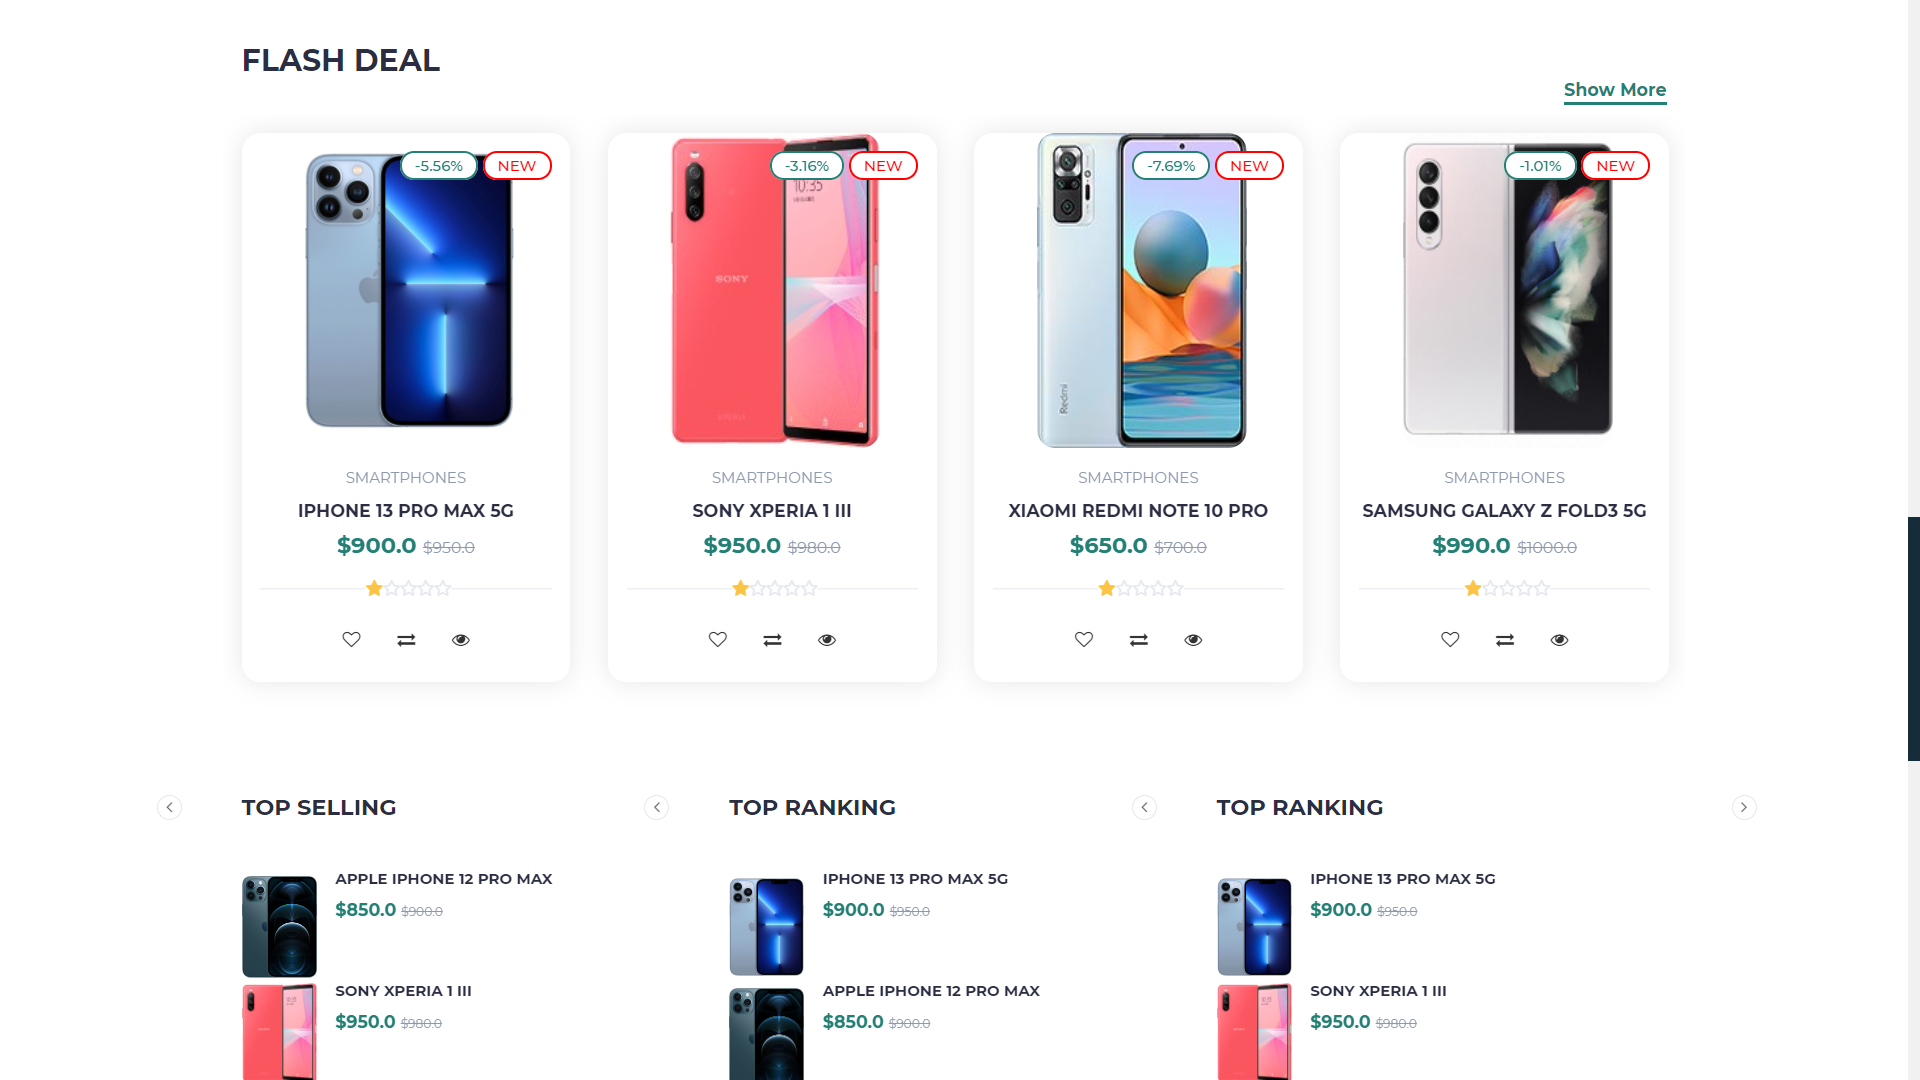 FLASH DEAL
Show More
-5.56% NEW
-3.16% NEW
-7.69% NEW
-1.01% NEW
10:35
SONY
XPERIA
Redmi
SMARTPHONES
IPHONE 13 PRO MAX 5G
$900.0 $950.0
SMARTPHONES
SONY XPERIA 1 III
$950.0 $980.0
SMARTPHONES
XIAOMI REDMI NOTE 10 PRO
$650.0 $700.0
SMARTPHONES
SAMSUNG GALAXY Z FOLD3 5G
$990.0 $1000.0
TOP SELLING
APPLE IPHONE 12 PRO MAX
$850.0 $900.0
SONY XPERIA 1 III
$950.0 $980.0
TOP RANKING
IPHONE 13 PRO MAX 5G
$900.0 $950.0
APPLE IPHONE 12 PRO MAX
$850.0 $900.0
TOP RANKING
IPHONE 13 PRO MAX 5G
$900.0 $950.0
SONY XPERIA 1 III
$950.0 $980.0